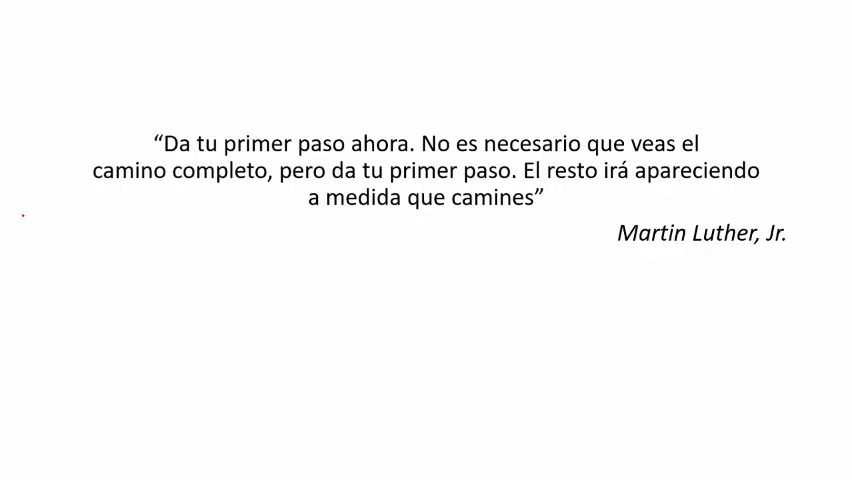 “Da tu primer paso ahora. No es necesario que veas el
camino completo, pero da tu primer paso. El resto irá apareciendo
a medida que camines”
Martin Luther, Jr.